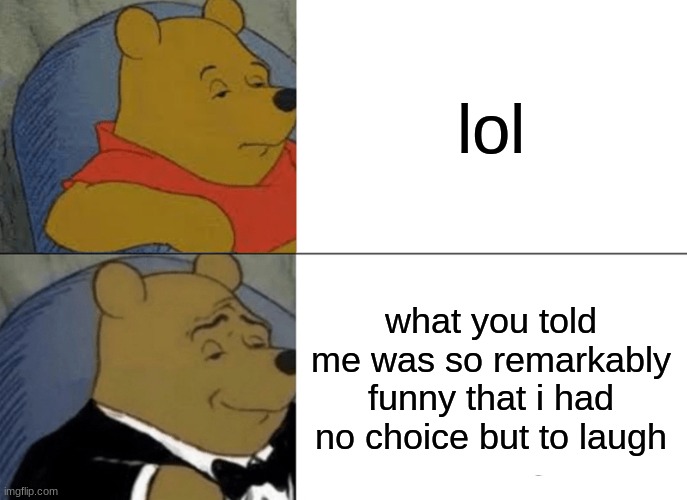 lol
what you told
me was so remarkably
funny that i had
no choice but to laugh
imgflip.com